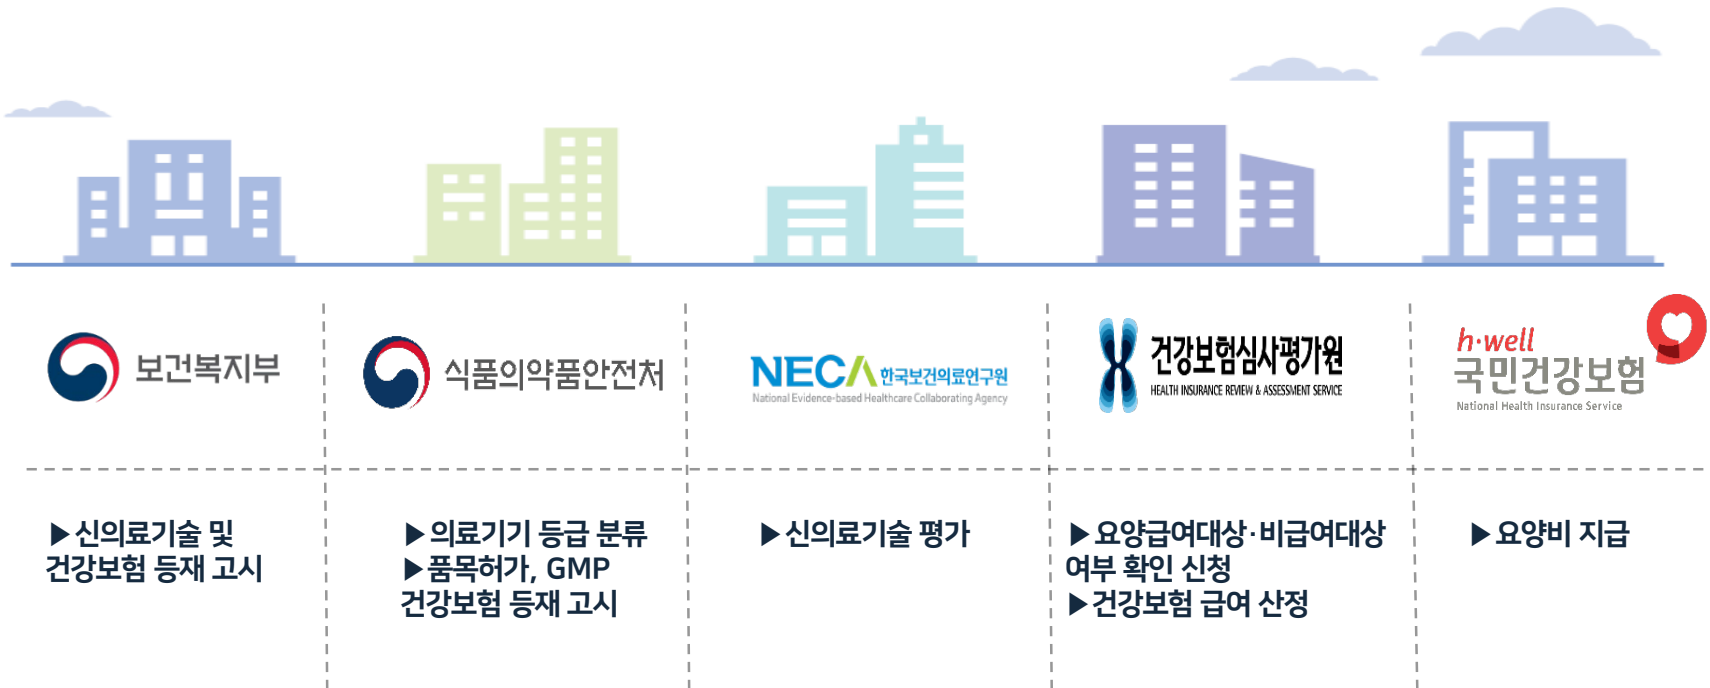 보건복지부
식품의약품안전처
NECA 한국보건의료연구원
National Evidence-based Healthcare Collaborating Agency
건강보험심사평가원
HEALTH INSURANCE REVIEW & ASSESSMENT SERVICE
h·well
국민건강보험
National Health Insurance Service
▶신의료기술 및
건강보험 등재 고시
▶의료기기 등급 분류
▶품목허가, GMP
건강보험 등재 고시
▶신의료기술 평가
▶요양급여대상·비급여대상
여부 확인 신청
▶건강보험 급여 산정
▶요양비 지급